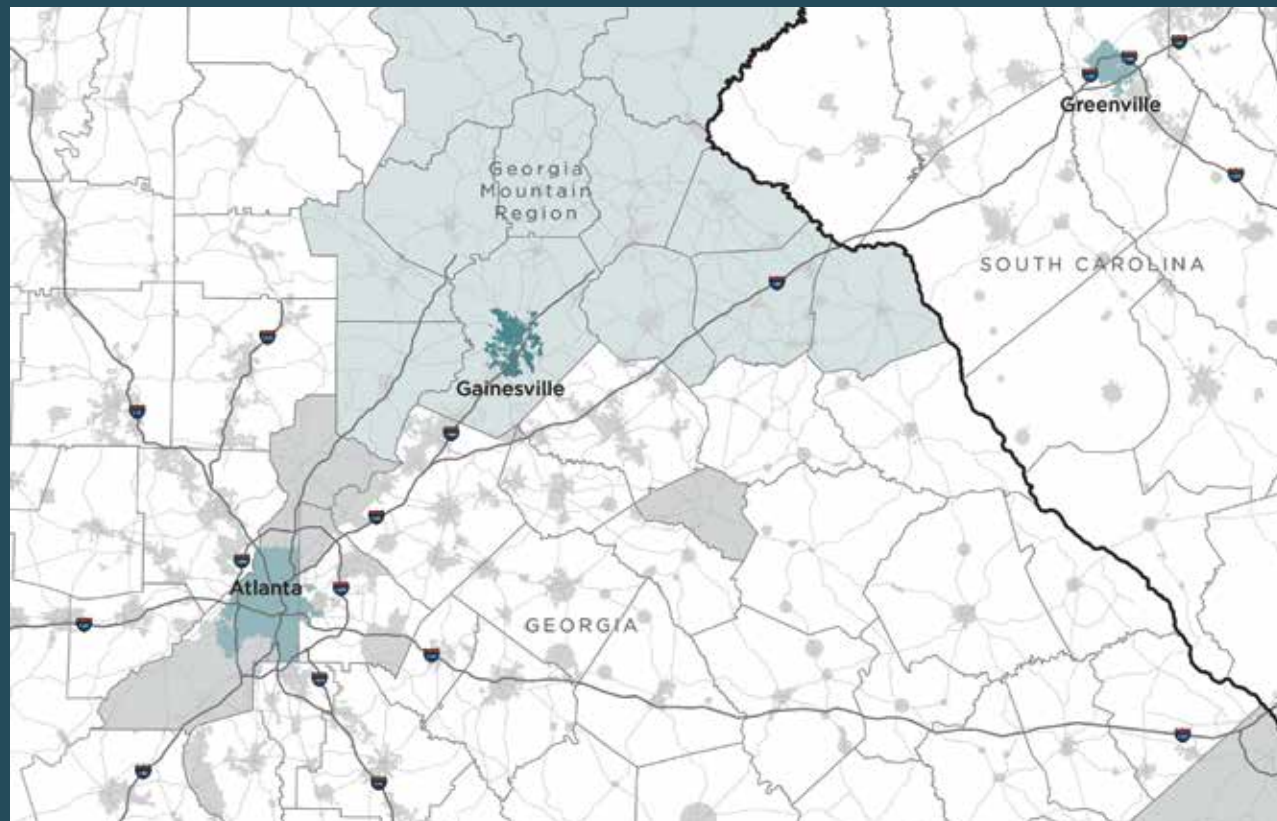 Greenville
Georgia
Mountain
Region
SOUTH CAROLINA
Gainesville
Atlanta
GEORGIA